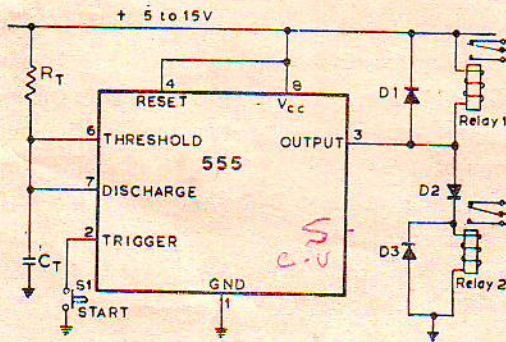 + 5 to 15V
RT
4
8
RESET
Vcc
D1
6
THRESHOLD
OUTPUT
3
Relay 1
555
7
DISCHARGE
D2
2
TRIGGER
D3
CT
S1
GND
START
1
Relay 2